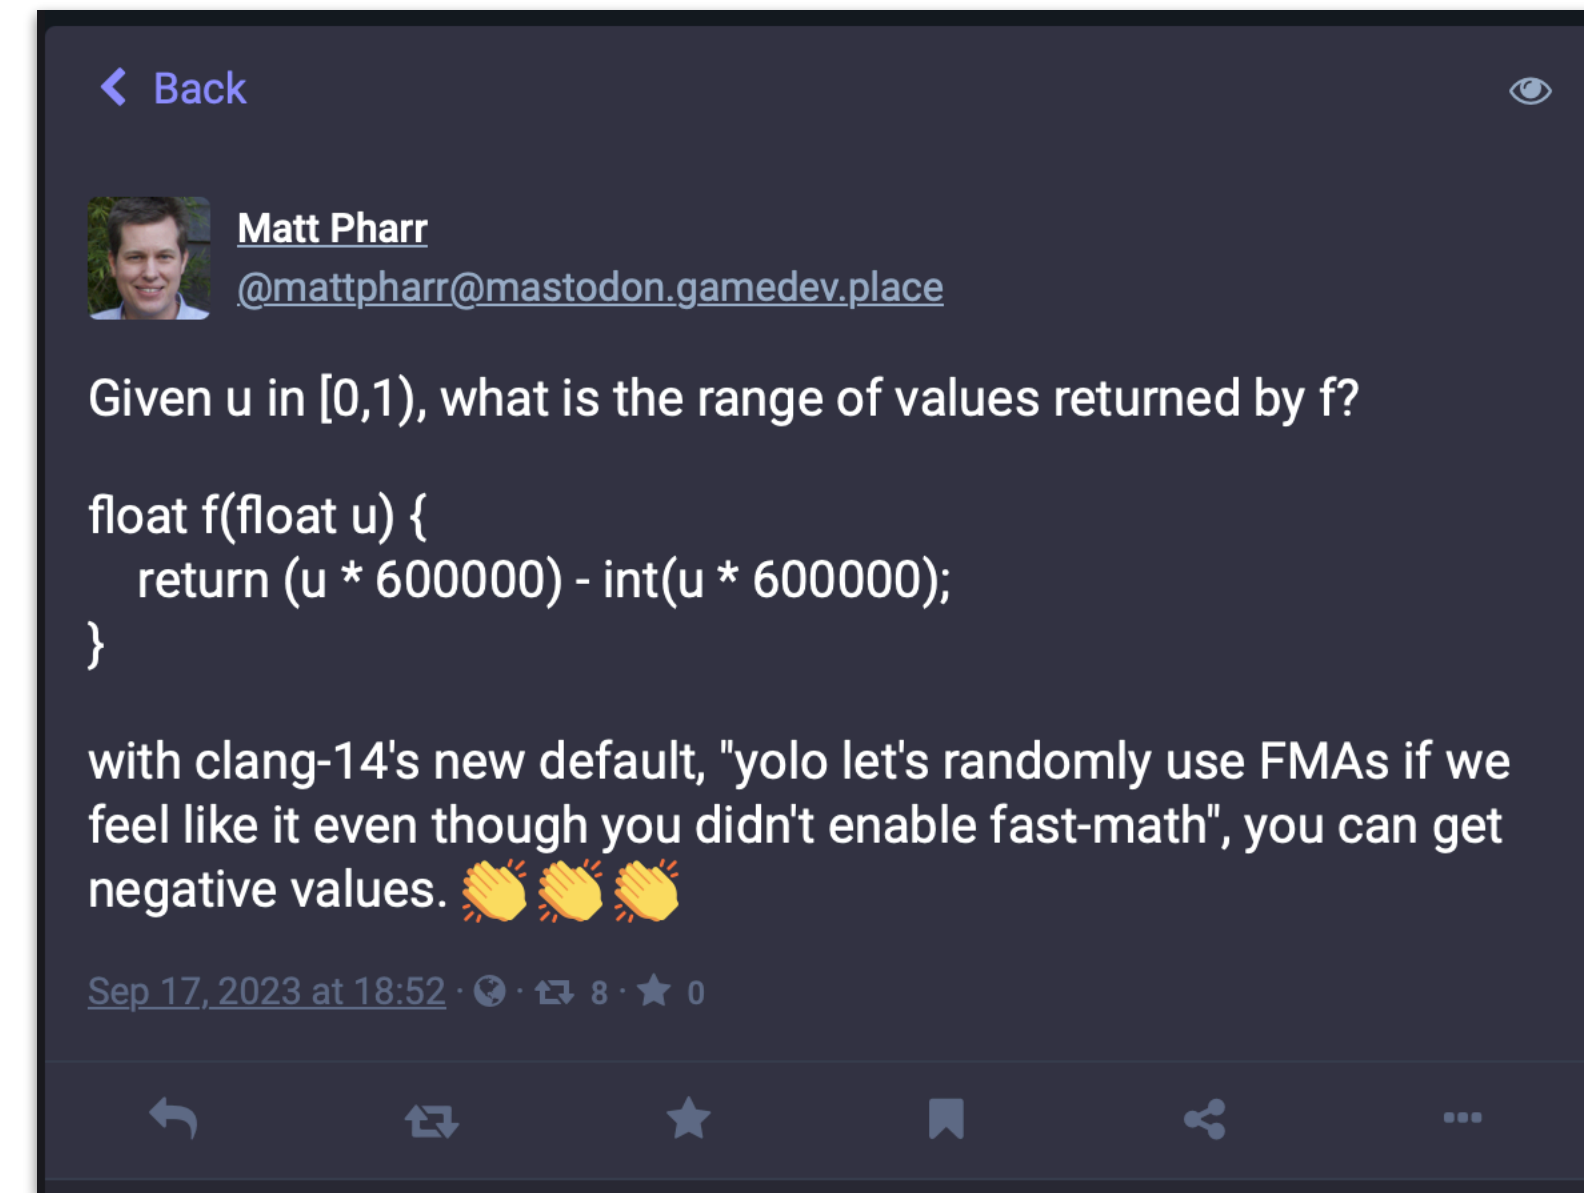 Back
Matt Pharr
@mattpharr@mastodon.gamedev.place
Given u in [0,1), what is the range of values returned by f?
float f(float u) {
return (u * 600000) - int(u * 600000);
}
with clang-14's new default, "yolo let's randomly use FMAs if we
feel like it even though you didn't enable fast-math", you can get
negative values. 👏👏👏
Sep 17, 2023 at 18:52 · · 8 · 0